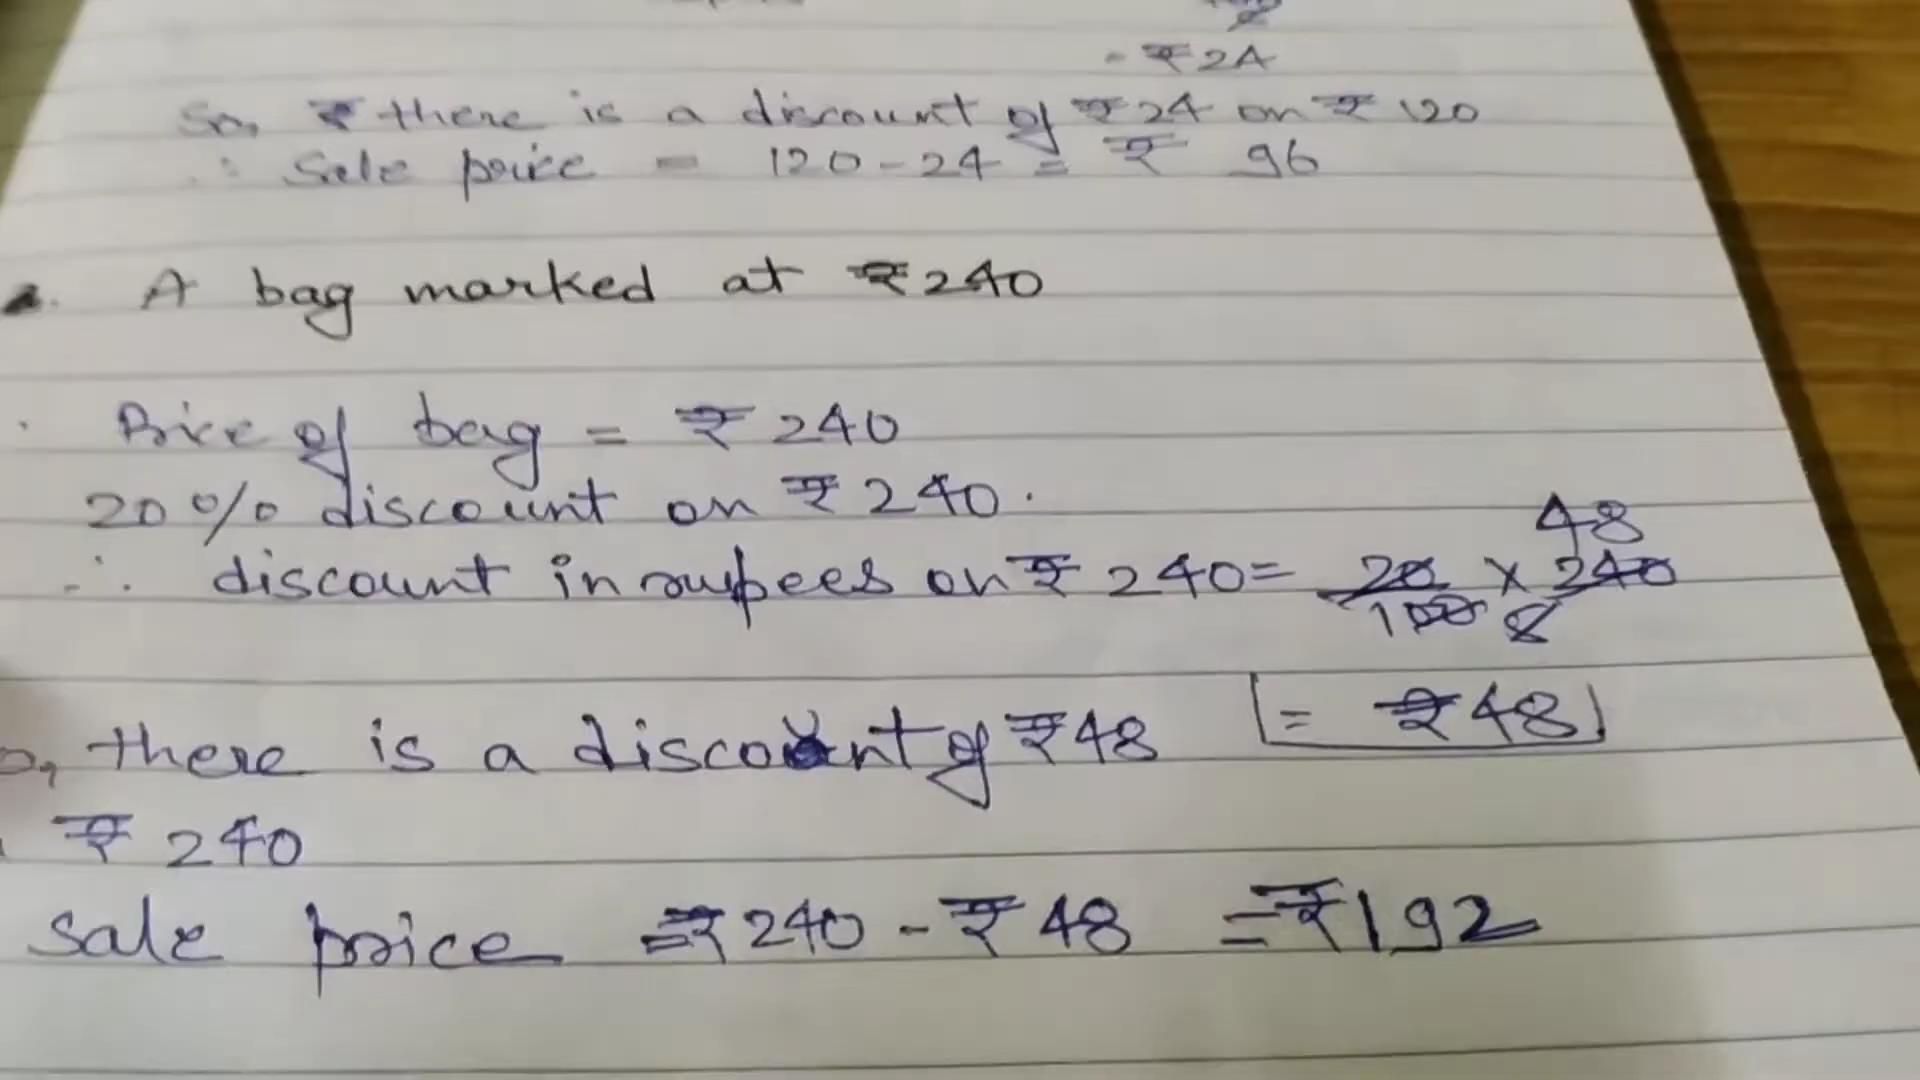 = ₹24
So, ₹ there is a discount of ₹24 on ₹ 120
∴ Sale price = 120-24 = ₹ 96
A bag marked at ₹240
Price of bag = ₹ 240
20% discount on ₹240.
48
∴ discount in rupees on ₹ 240= 20 x 240
100
= ₹48
there is a discount of ₹48
₹ 240
Sale price =₹240 - ₹48 =₹192